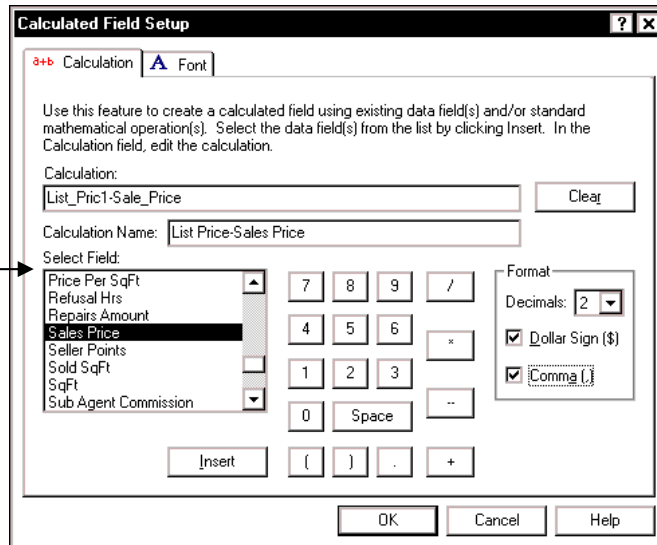 Calculated Field Setup
? X
a+b Calculation
A Font
Use this feature to create a calculated field using existing data field(s) and/or standard
mathematical operation(s). Select the data field(s) from the list by clicking Insert. In the
Calculation field, edit the calculation.
Calculation:
List_Pric1-Sale_Price
Clear
Calculation Name: List Price-Sales Price
Select Field:
Price Per SqFt
Refusal Hrs
Repairs Amount
Sales Price
Seller Points
Sold SqFt
SqFt
Sub Agent Commission
Insert
7 8 9 /
4 5 6 *
1 2 3
0 Space --
( ) . +
Format
Decimals: 2
Dollar Sign ($)
Comma (,)
OK Cancel Help